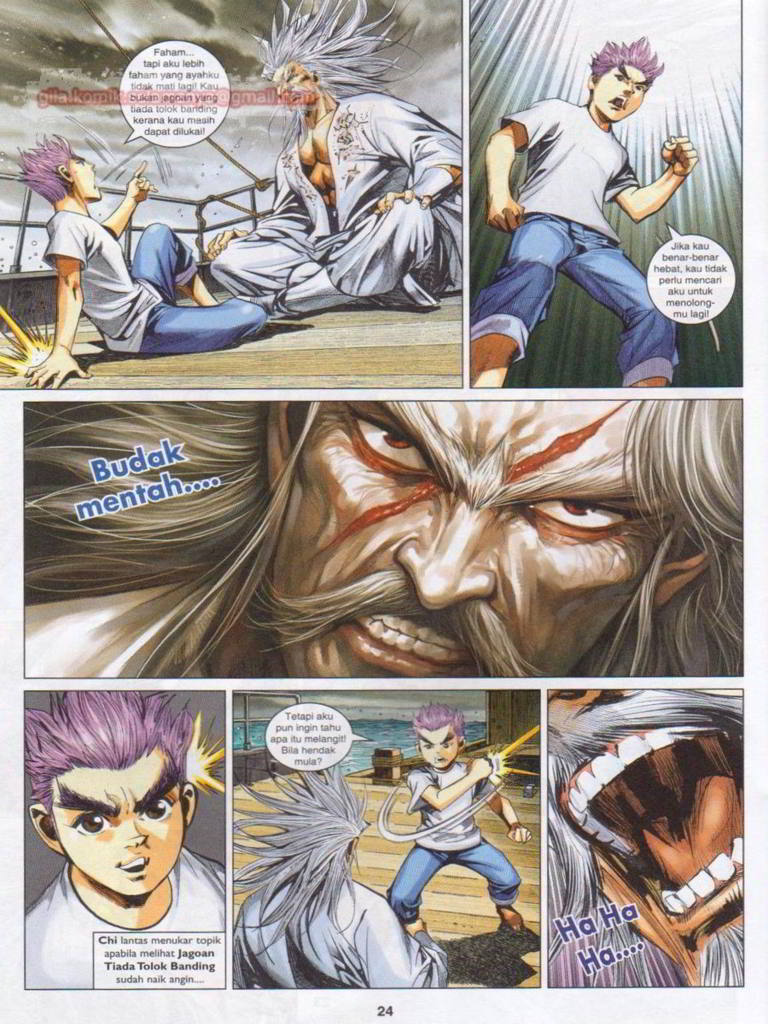 Faham...
tapi aku lebih
faham yang ayahku
tidak mati lagi! Kau
bukan jagoan yang
tiada tolok banding
kerana kau masih
dapat dilukai!
Jika kau
benar-benar
hebat, kau tidak
perlu mencari
aku untuk
menolong-
mu lagi!
Budak
mentah....
Chi lantas menukar topik
apabila melihat Jagoan
Tiada Tolok Banding
sudah naik angin....
Tetapi aku
pun ingin tahu
apa itu melangit!
Bila hendak
mula?
Ha Ha
Ha....
24